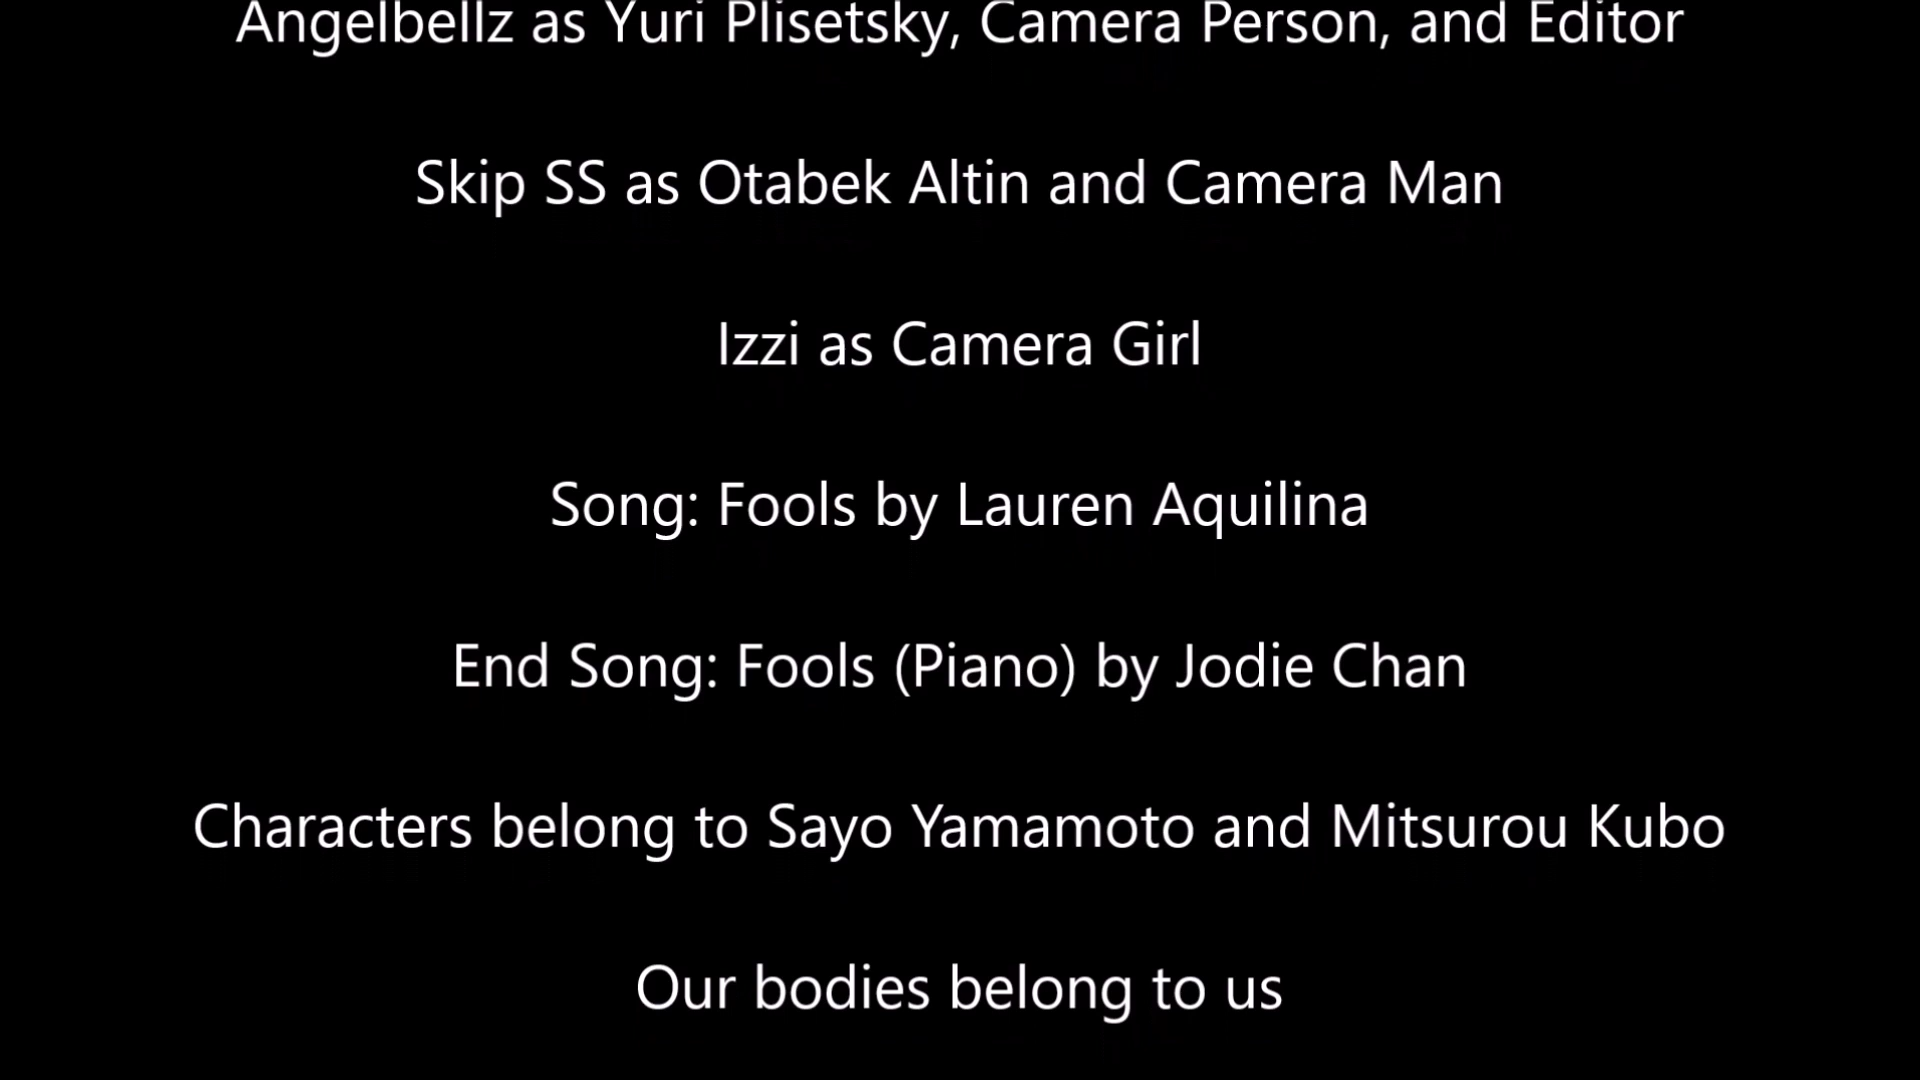 Angelbellz as Yuri Plisetsky, Camera Person, and Editor
Skip SS as Otabek Altin and Camera Man
Izzi as Camera Girl
Song: Fools by Lauren Aquilina
End Song: Fools (Piano) by Jodie Chan
Characters belong to Sayo Yamamoto and Mitsurou Kubo
Our bodies belong to us